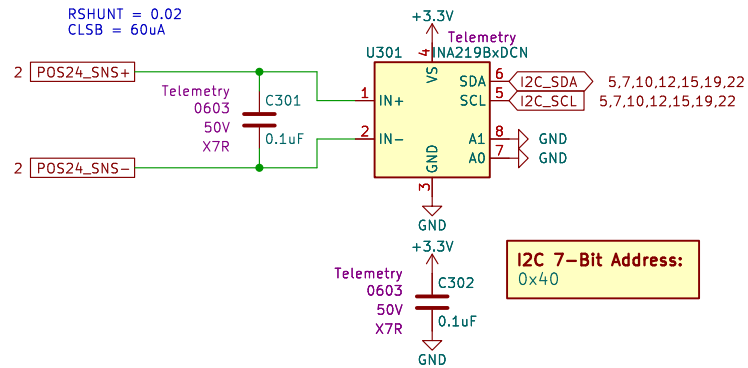 RSHUNT = 0.02
CLSB = 60uA
+3.3V
Telemetry
U301
INA219BxDCN
4
VS
2
POS24_SNS+
Telemetry
0603
50V
X7R
C301
0.1uF
1
IN+
2
IN-
SDA
6
I2C_SDA
5,7,10,12,15,19,22
SCL
5
I2C_SCL
5,7,10,12,15,19,22
A1
8
GND
A0
7
GND
GND
3
GND
2
POS24_SNS-
+3.3V
Telemetry
0603
50V
X7R
C302
0.1uF
GND
I2C 7-Bit Address:
0x40